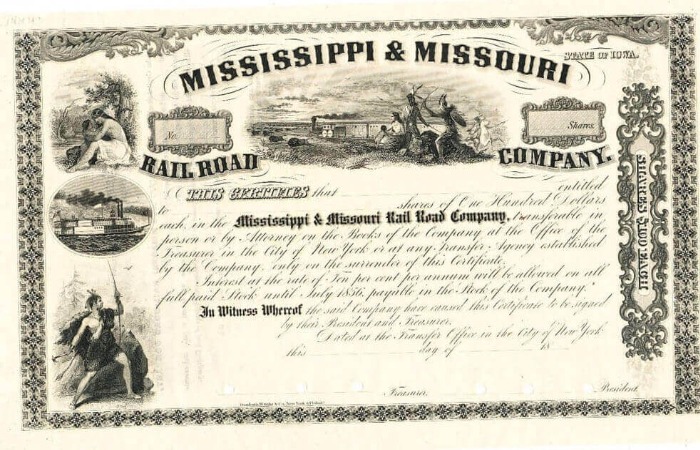 MISSISSIPPI & MISSOURI
STATE OF IOWA.
No.
Shares.
RAIL ROAD
COMPANY.
THIS CERTIFIES that entitled
to shares of One Hundred Dollars
each in the Mississippi & Missouri Rail Road Company, transferable in
person or by Attorney on the Books of the Company at the Office of the
Treasurer in the City of New York or at any Transfer Agency established
by the Company, only on the surrender of this Certificate.
Interest at the rate of Ten per cent per annum will be allowed on all
full paid Stock until July 1856, payable in the Stock of the Company.
In Witness Whereof the said Company have caused this Certificate to be signed
by their President and Treasurer.
Dated at the Transfer Office in the City of New York
this day of 18
Treasurer.
President.
SHARES $100 EACH